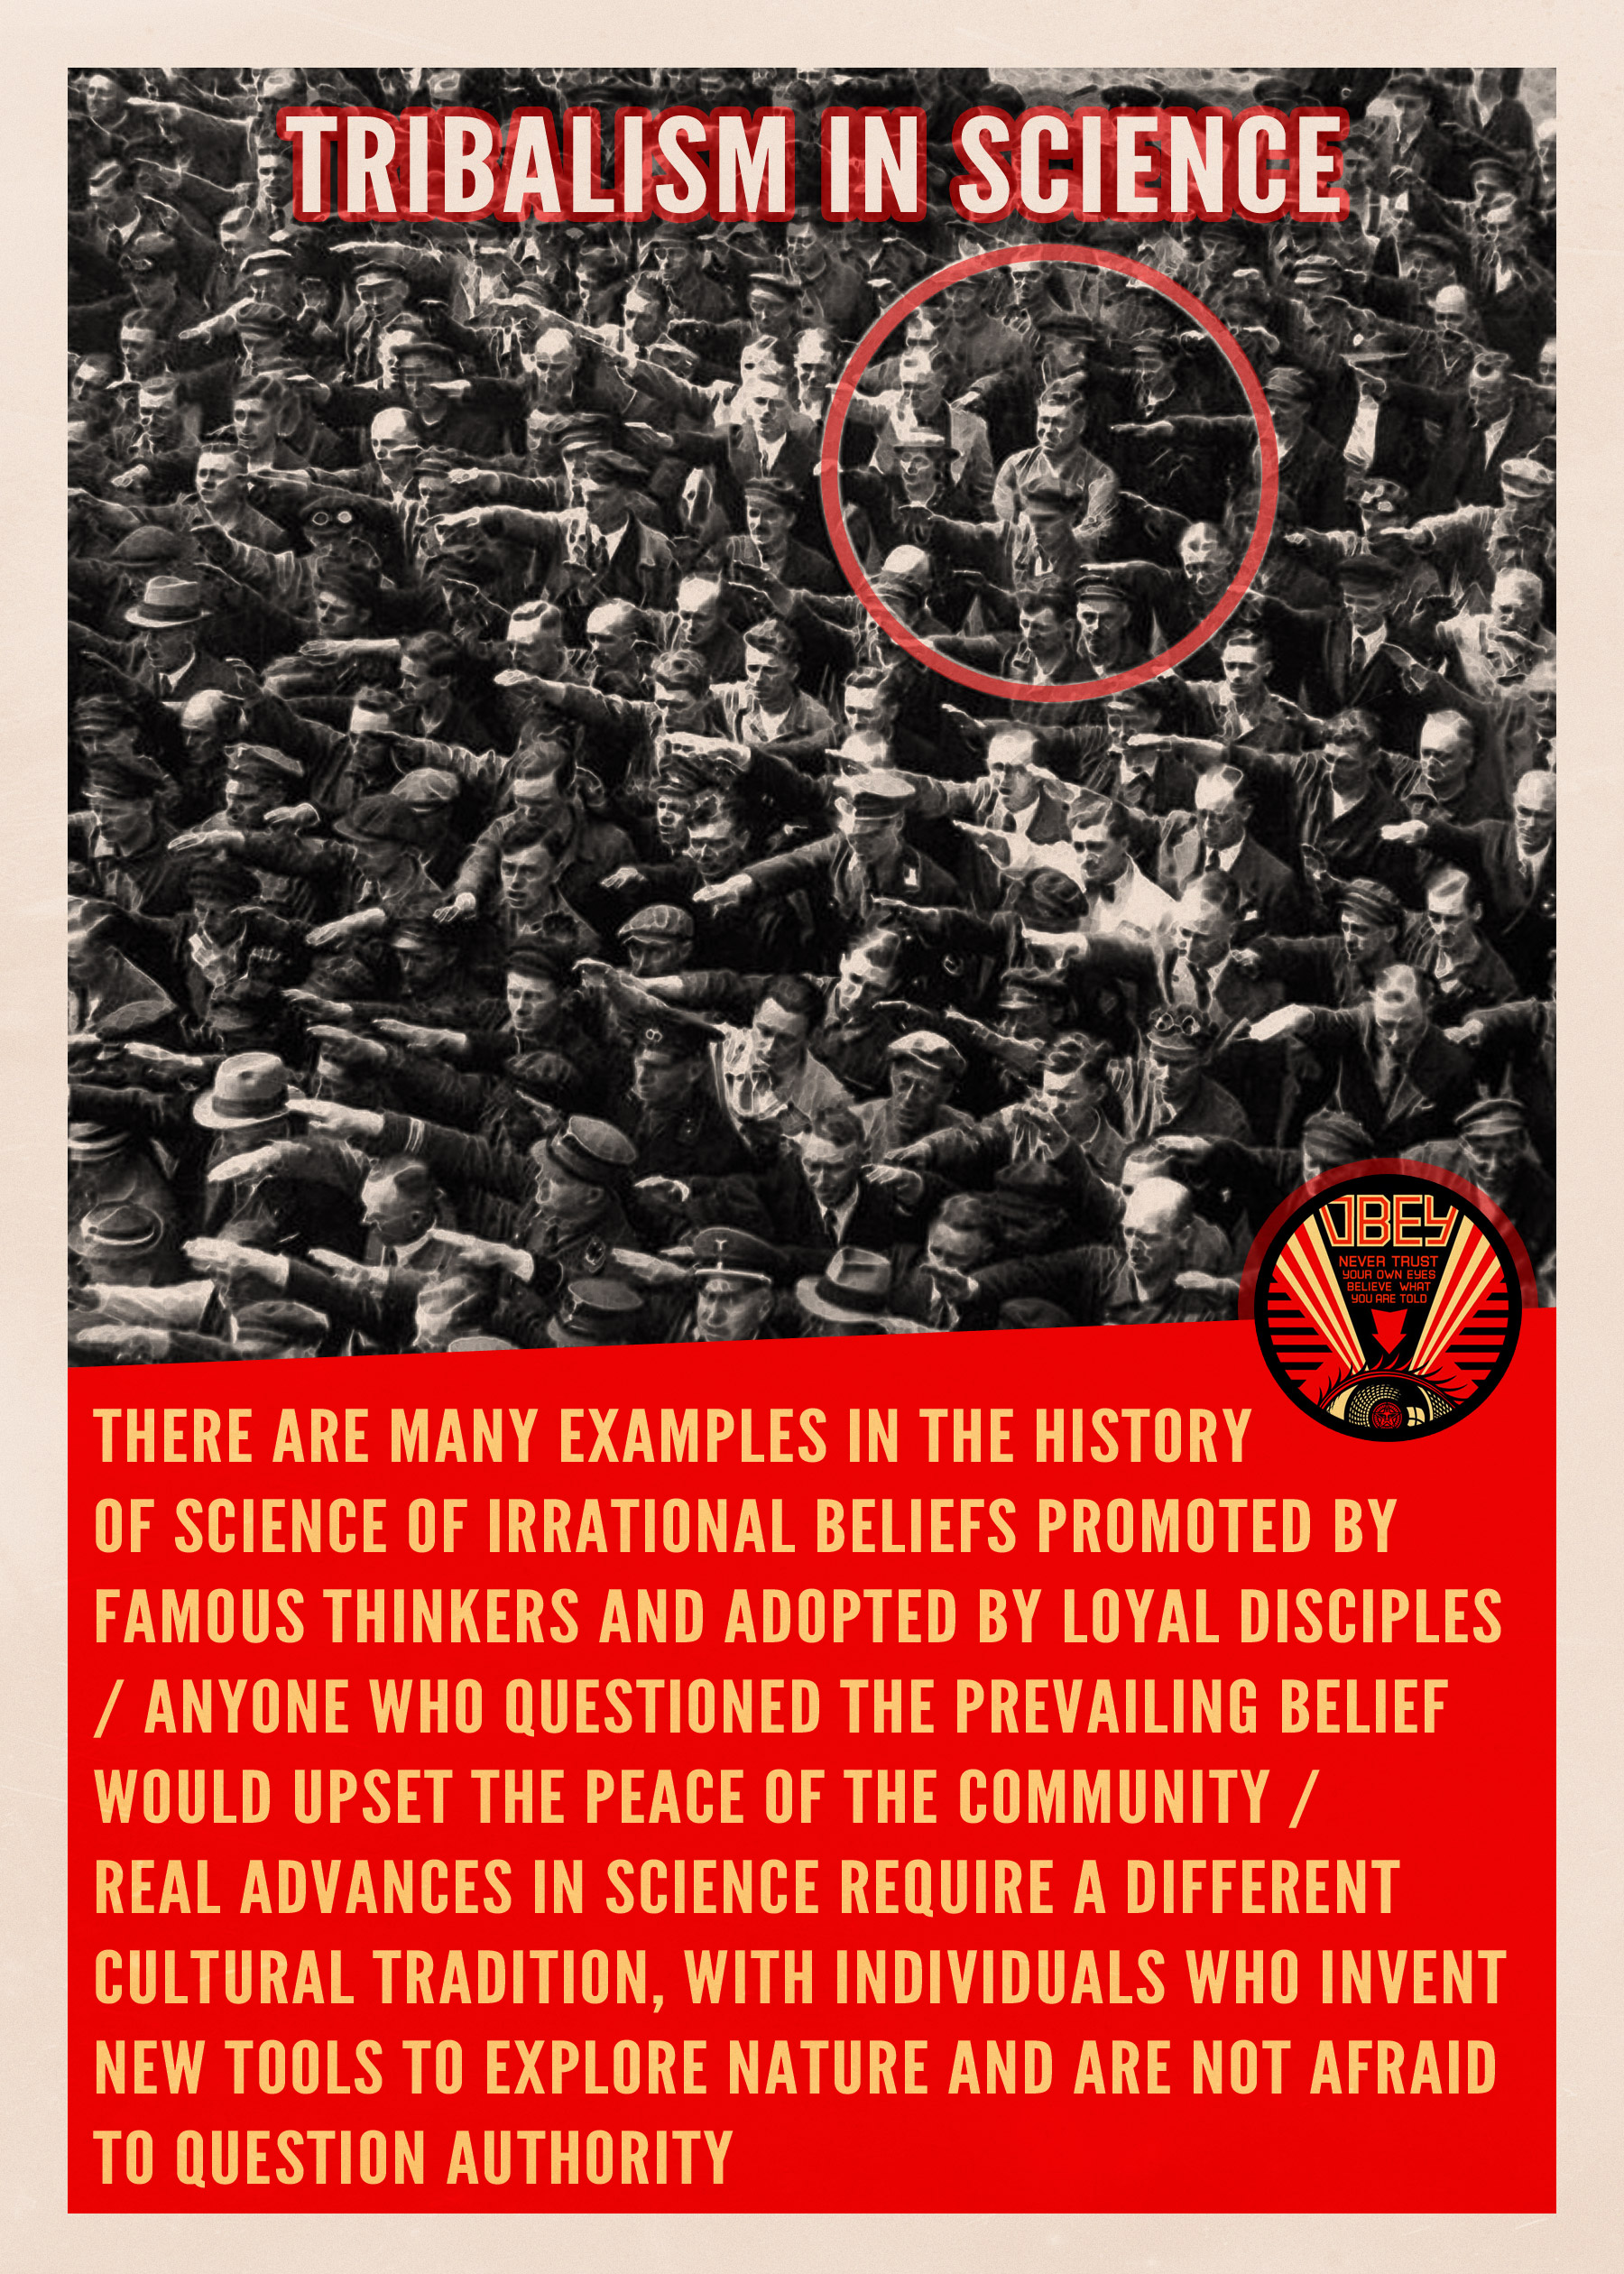 TRIBALISM IN SCIENCE
OBEY
NEVER TRUST
YOUR OWN EYES
BELIEVE WHAT
YOU ARE TOLD
THERE ARE MANY EXAMPLES IN THE HISTORY
OF SCIENCE OF IRRATIONAL BELIEFS PROMOTED BY
FAMOUS THINKERS AND ADOPTED BY LOYAL DISCIPLES
/ ANYONE WHO QUESTIONED THE PREVAILING BELIEF
WOULD UPSET THE PEACE OF THE COMMUNITY /
REAL ADVANCES IN SCIENCE REQUIRE A DIFFERENT
CULTURAL TRADITION, WITH INDIVIDUALS WHO INVENT
NEW TOOLS TO EXPLORE NATURE AND ARE NOT AFRAID
TO QUESTION AUTHORITY